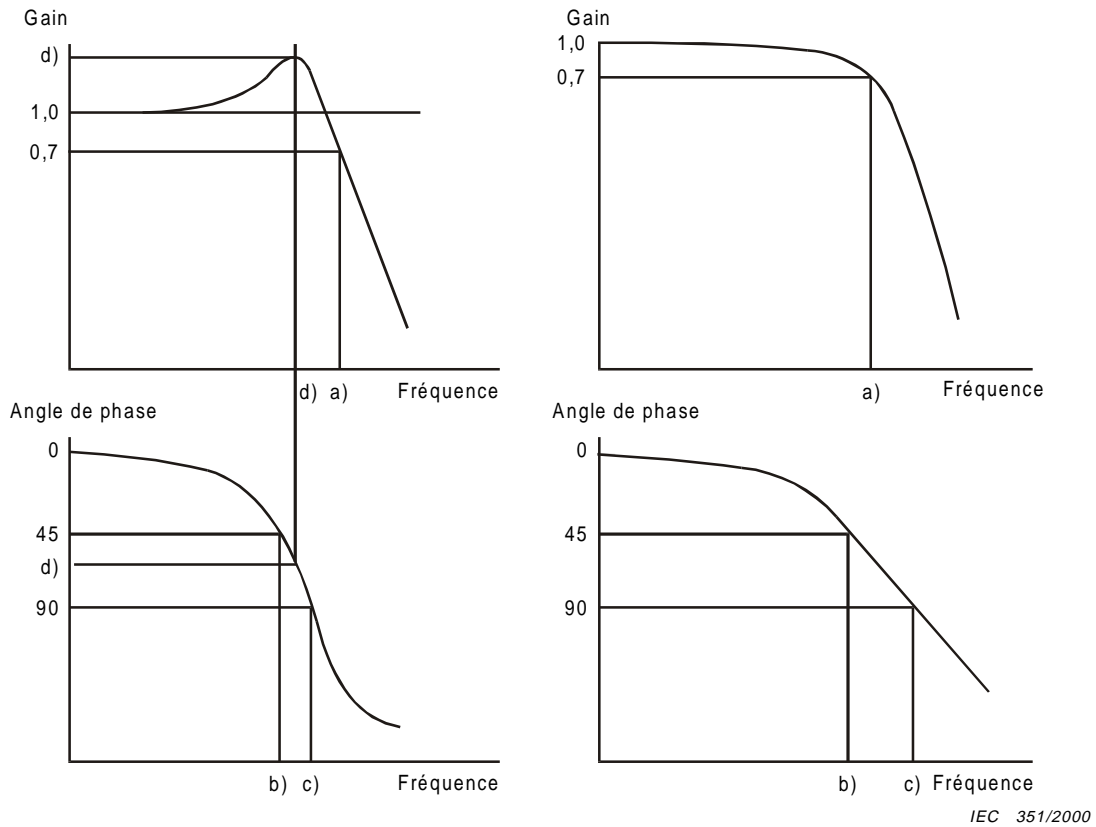 Gain
d)
1,0
0,7
d) a) Fréquence
Angle de phase
0
45
d)
90
b) c) Fréquence
Gain
1,0
0,7
a) Fréquence
Angle de phase
0
45
90
b) c) Fréquence
IEC 351/2000